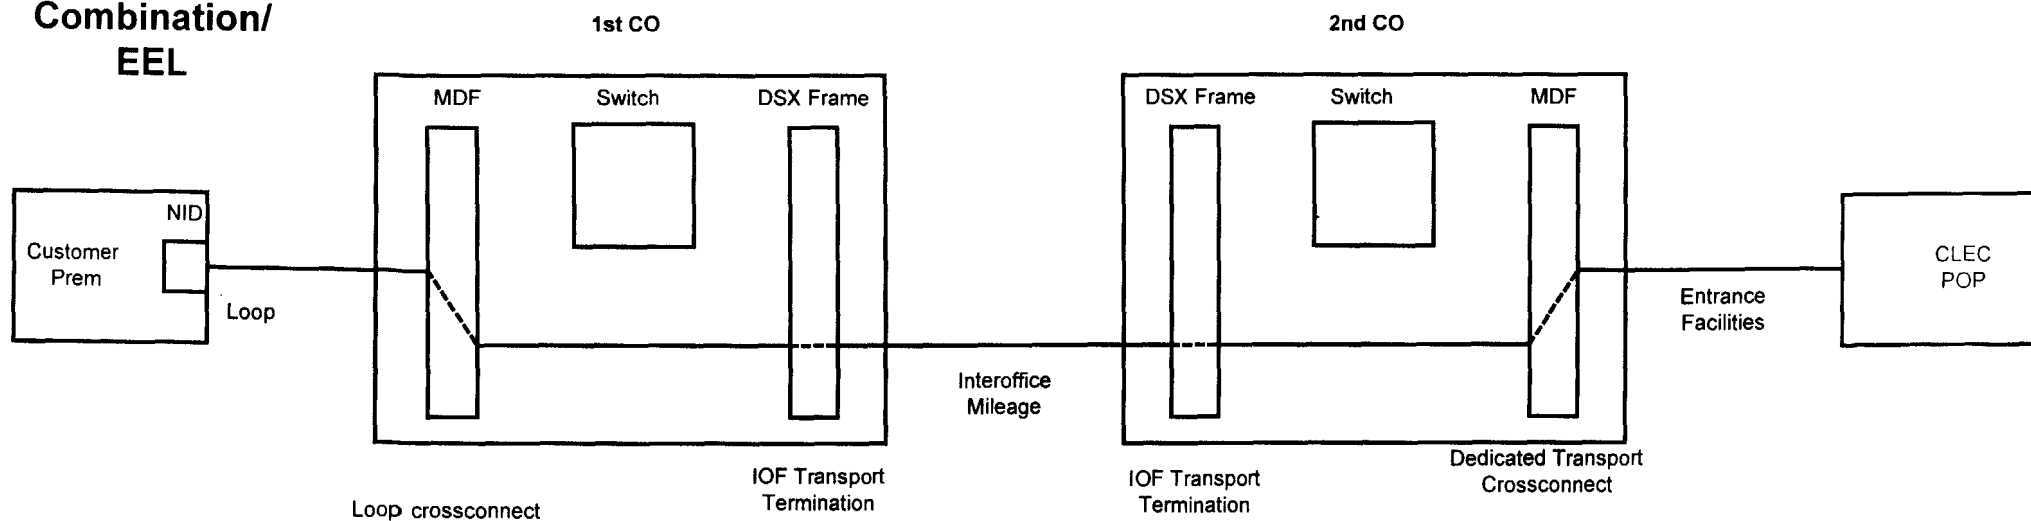 Combination/
EEL
1st CO
2nd CO
MDF
Switch
DSX Frame
DSX Frame
Switch
MDF
NID
Customer
Prem
Loop
CLEC
POP
Entrance
Facilities
Interoffice
Mileage
Loop crossconnect
IOF Transport
Termination
IOF Transport
Termination
Dedicated Transport
Crossconnect